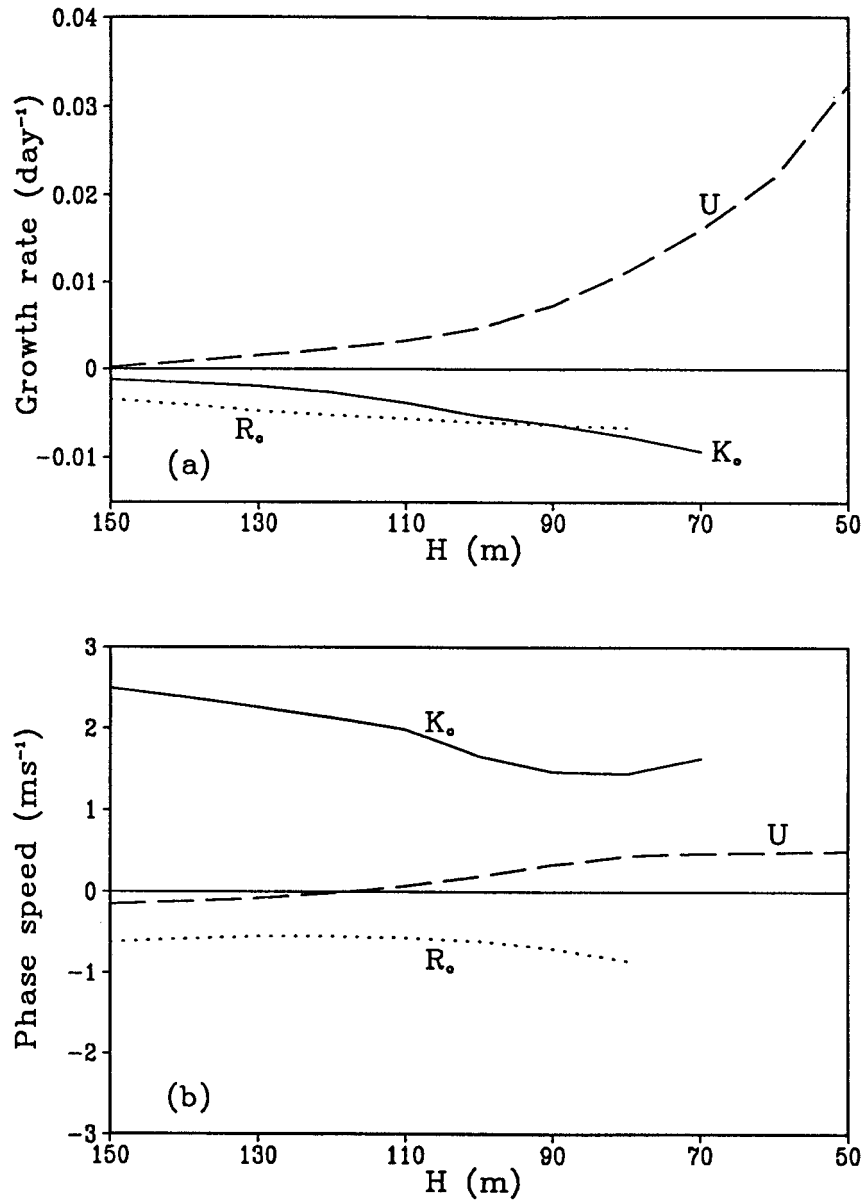 0.04
0.03
0.02
0.01
0
-0.01
Growth rate (day⁻¹)
U
Rₒ
Kₒ
(a)
150 130 110 90 70 50
H (m)
3
2
1
0
-1
-2
-3
Phase speed (ms⁻¹)
Kₒ
U
Rₒ
(b)
150 130 110 90 70 50
H (m)